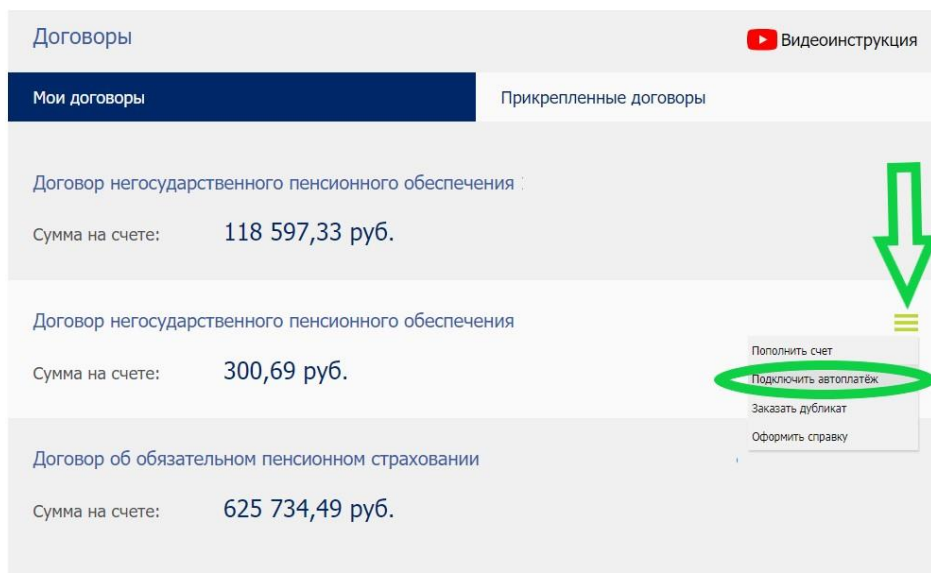 Договоры
Видеоинструкция
Мои договоры
Прикрепленные договоры
Договор негосударственного пенсионного обеспечения
Сумма на счете: 118 597,33 руб.
Договор негосударственного пенсионного обеспечения
Сумма на счете: 300,69 руб.
Пополнить счет
Подключить автоплатёж
Заказать дубликат
Оформить справку
Договор об обязательном пенсионном страховании
Сумма на счете: 625 734,49 руб.